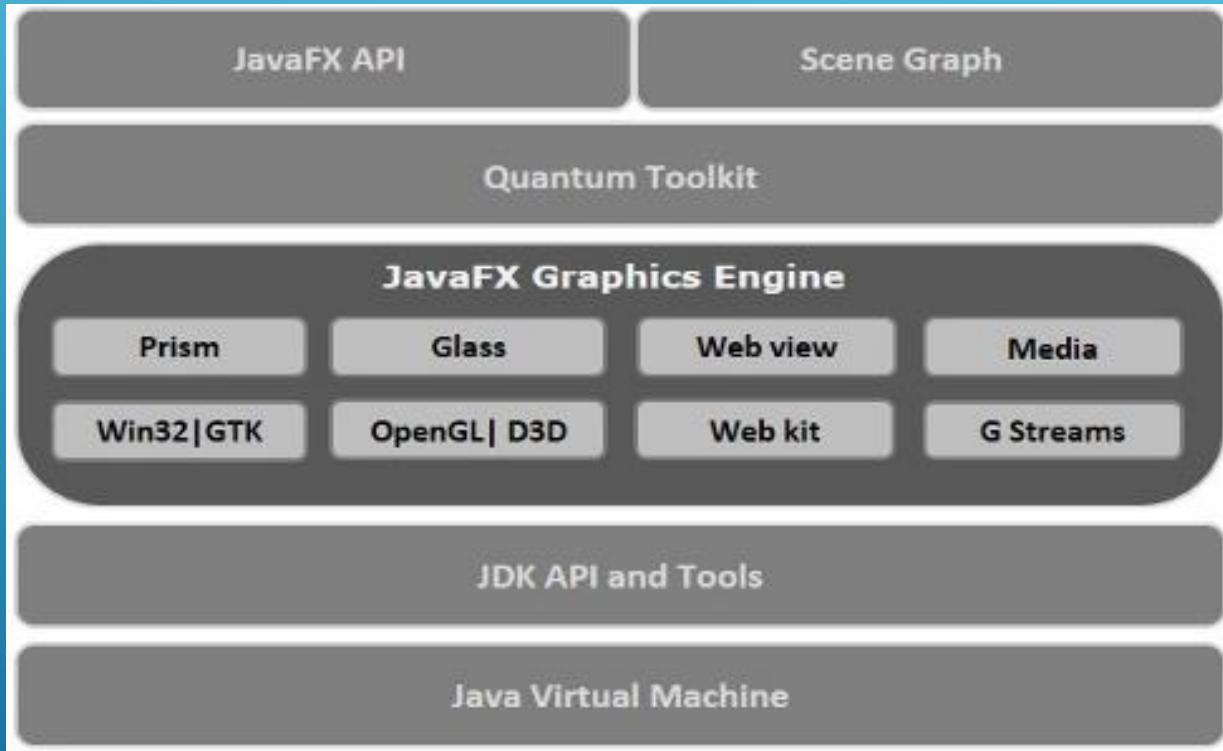 JavaFX API
Scene Graph
Quantum Toolkit
JavaFX Graphics Engine
Prism
Glass
Web view
Media
Win32|GTK
OpenGL| D3D
Web kit
G Streams
JDK API and Tools
Java Virtual Machine